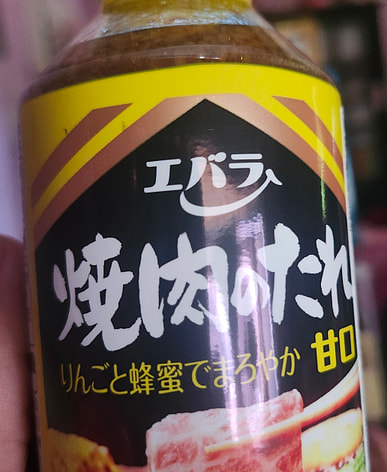 エバラ
焼肉のたれ
甘口
りんごと蜂蜜でまろやか